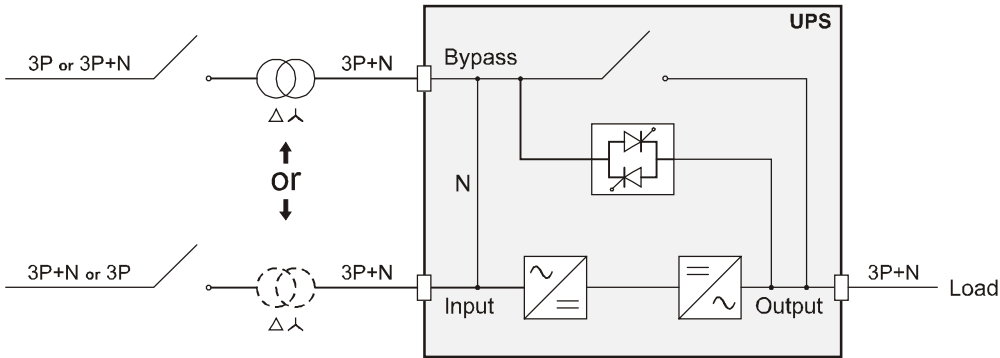 UPS
3P or 3P+N
3P+N
Bypass
or
N
3P+N or 3P
3P+N
Input
Output
3P+N
Load